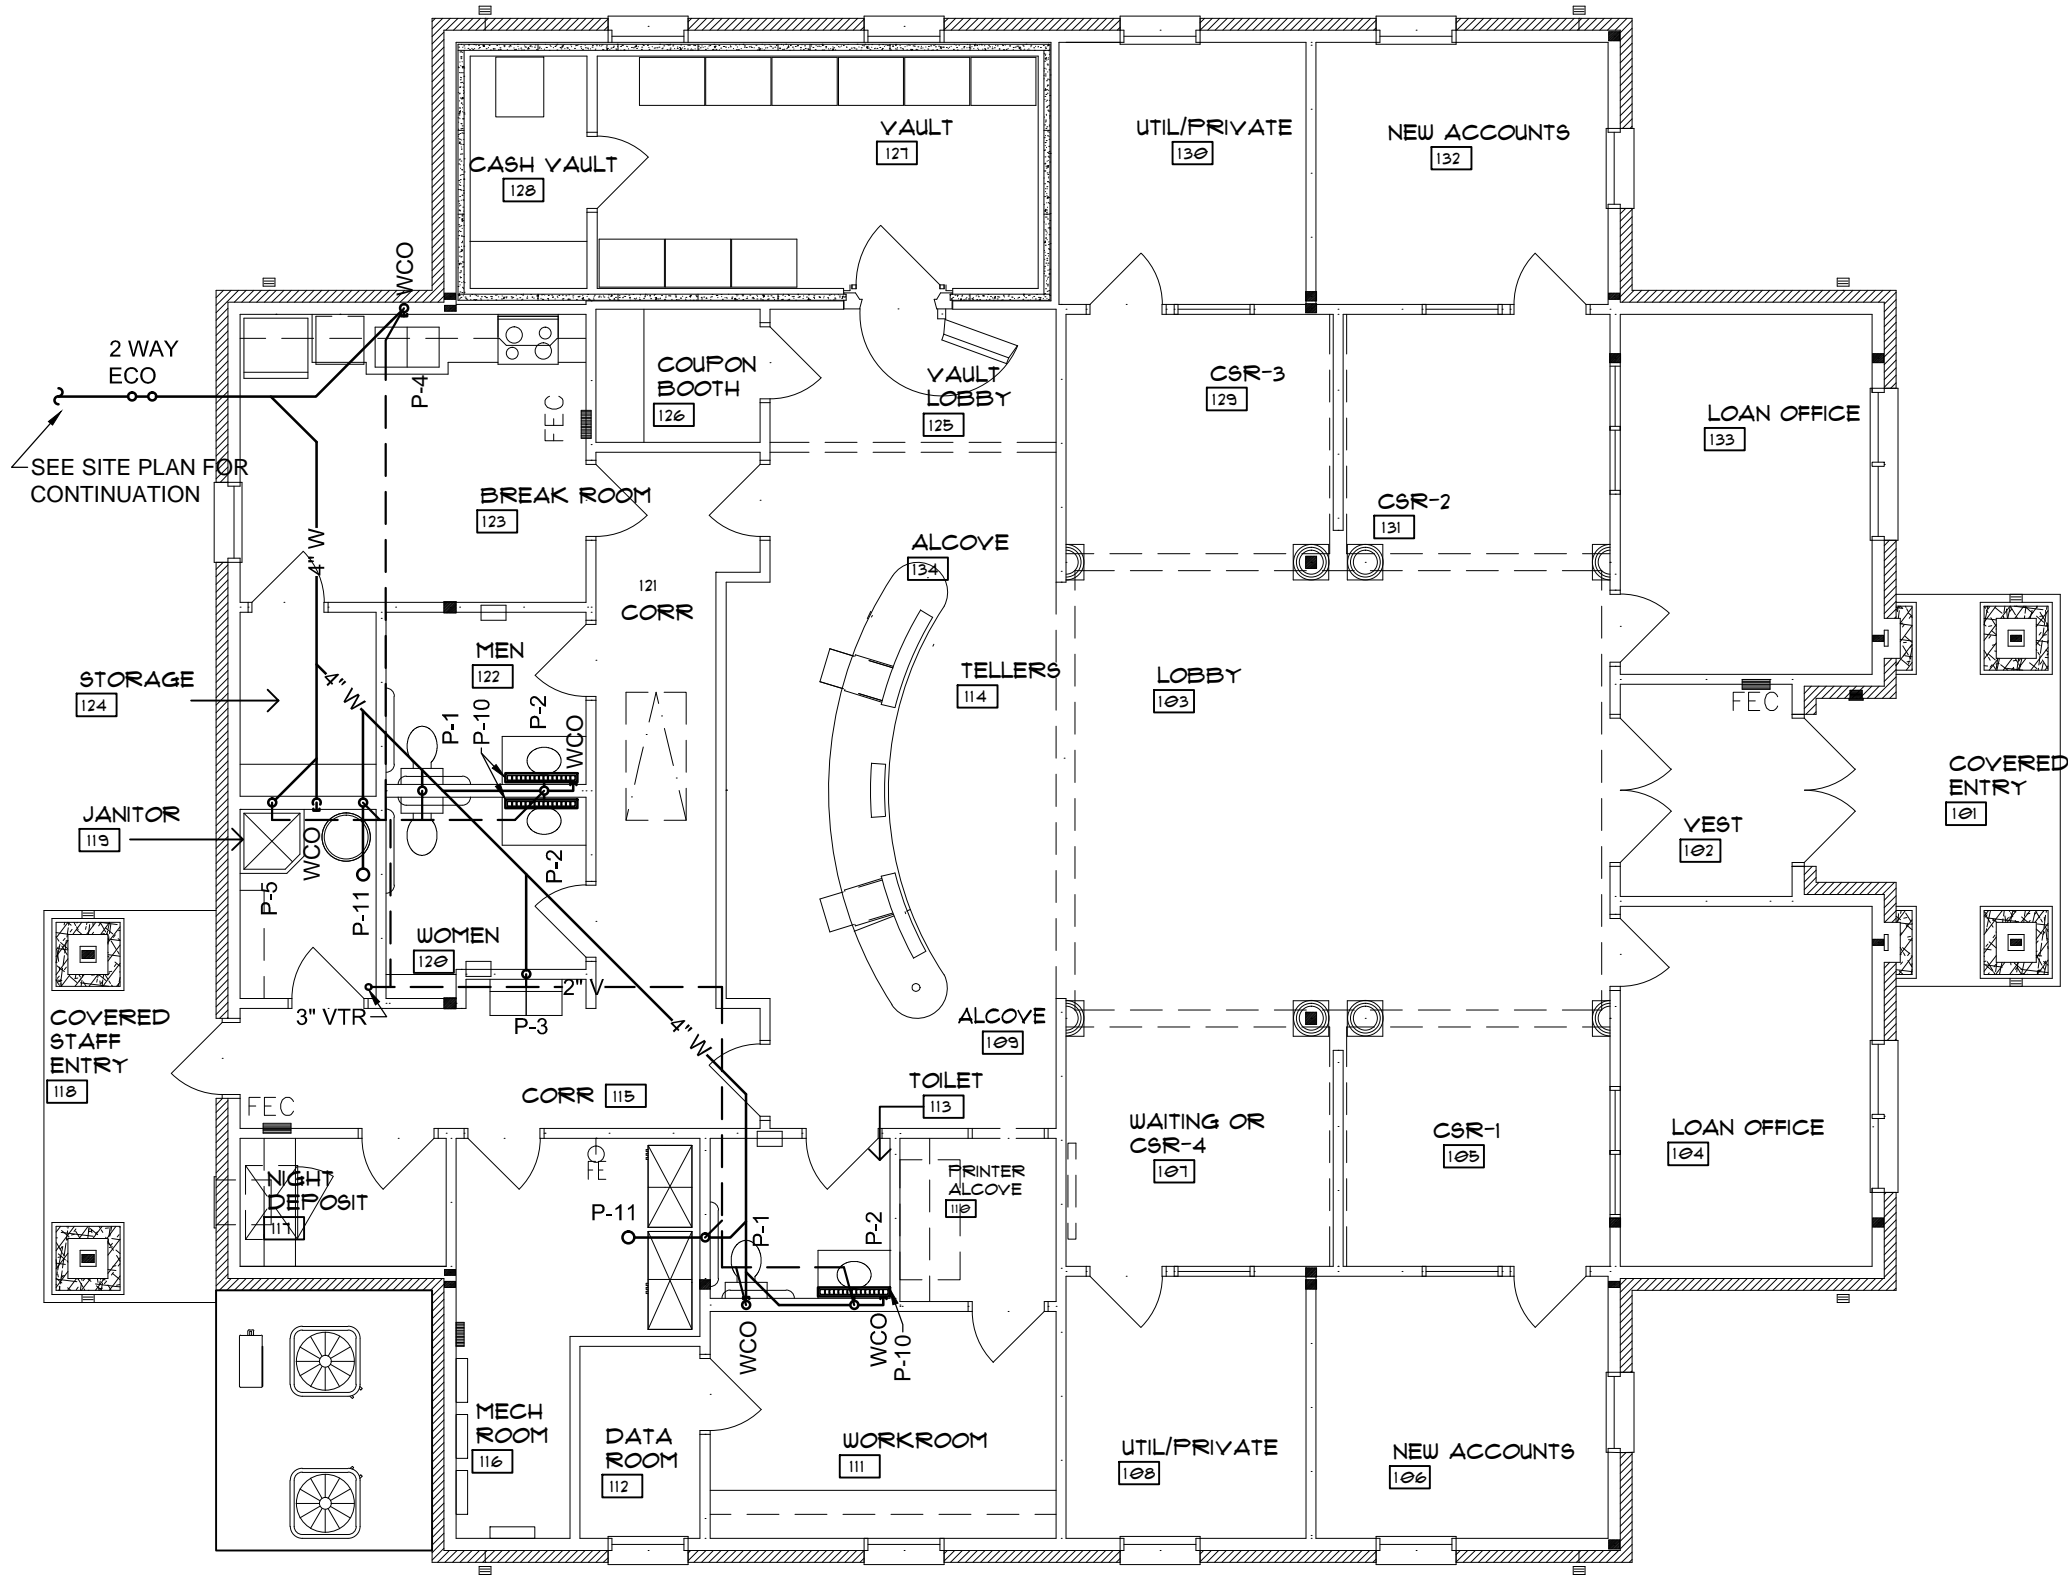 VAULT
127
CASH VAULT
128
UTIL/PRIVATE
130
NEW ACCOUNTS
132
WCO
2 WAY
ECO
P-4
SEE SITE PLAN FOR
CONTINUATION
FEC
COUPON
BOOTH
126
VAULT
LOBBY
125
CSR-3
129
LOAN OFFICE
133
BREAK ROOM
123
CSR-2
131
4" W
ALCOVE
134
121
CORR
STORAGE
124
MEN
122
TELLERS
114
LOBBY
103
FEC
4" W
P-1
P-10
P-2
WCO
COVERED
ENTRY
101
JANITOR
119
VEST
102
WCO
P-5
P-11
P-2
WOMEN
120
2" V
3" VTR
P-3
4" W
COVERED
STAFF
ENTRY
118
ALCOVE
109
FEC
CORR 115
TOILET
113
WAITING OR
CSR-4
107
CSR-1
105
LOAN OFFICE
104
NIGHT
DEPOSIT
117
FE
PRINTER
ALCOVE
110
P-11
P-1
P-2
WCO
WCO
P-10
MECH
ROOM
116
DATA
ROOM
112
WORKROOM
111
UTIL/PRIVATE
108
NEW ACCOUNTS
106